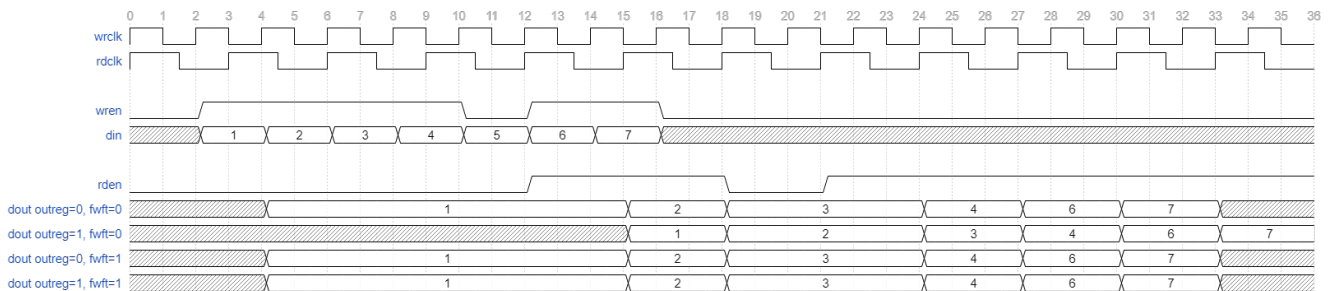 0 1 2 3 4 5 6 7 8 9 10 11 12 13 14 15 16 17 18 19 20 21 22 23 24 25 26 27 28 29 30 31 32 33 34 35 36
wrclk
rdclk
wren
din 1 2 3 4 5 6 7
rden
dout outreg=0, fwft=0 1 2 3 4 6 7
dout outreg=1, fwft=0 1 2 3 4 6 7
dout outreg=0, fwft=1 1 2 3 4 6 7
dout outreg=1, fwft=1 1 2 3 4 6 7